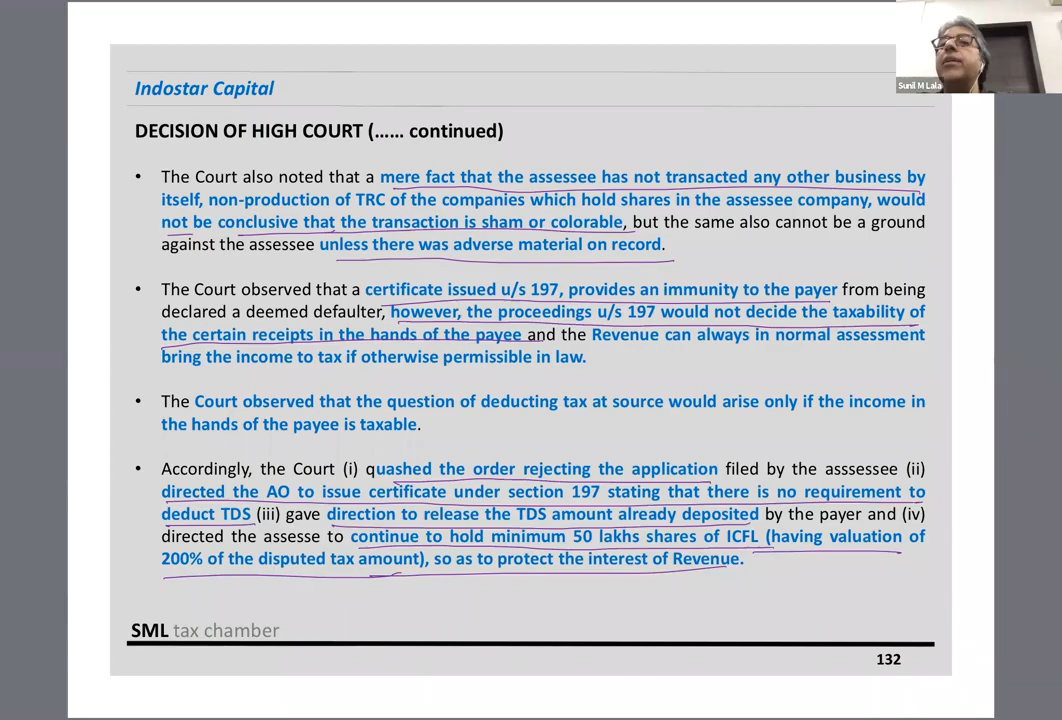 Sunil M Lala
Indostar Capital
DECISION OF HIGH COURT (…… continued)
• The Court also noted that a mere fact that the assessee has not transacted any other business by
itself, non-production of TRC of the companies which hold shares in the assessee company, would
not be conclusive that the transaction is sham or colorable, but the same also cannot be a ground
against the assessee unless there was adverse material on record.
• The Court observed that a certificate issued u/s 197, provides an immunity to the payer from being
declared a deemed defaulter, however, the proceedings u/s 197 would not decide the taxability of
the certain receipts in the hands of the payee and the Revenue can always in normal assessment
bring the income to tax if otherwise permissible in law.
• The Court observed that the question of deducting tax at source would arise only if the income in
the hands of the payee is taxable.
• Accordingly, the Court (i) quashed the order rejecting the application filed by the asssessee (ii)
directed the AO to issue certificate under section 197 stating that there is no requirement to
deduct TDS (iii) gave direction to release the TDS amount already deposited by the payer and (iv)
directed the assesse to continue to hold minimum 50 lakhs shares of ICFL (having valuation of
200% of the disputed tax amount), so as to protect the interest of Revenue.
SML tax chamber
132